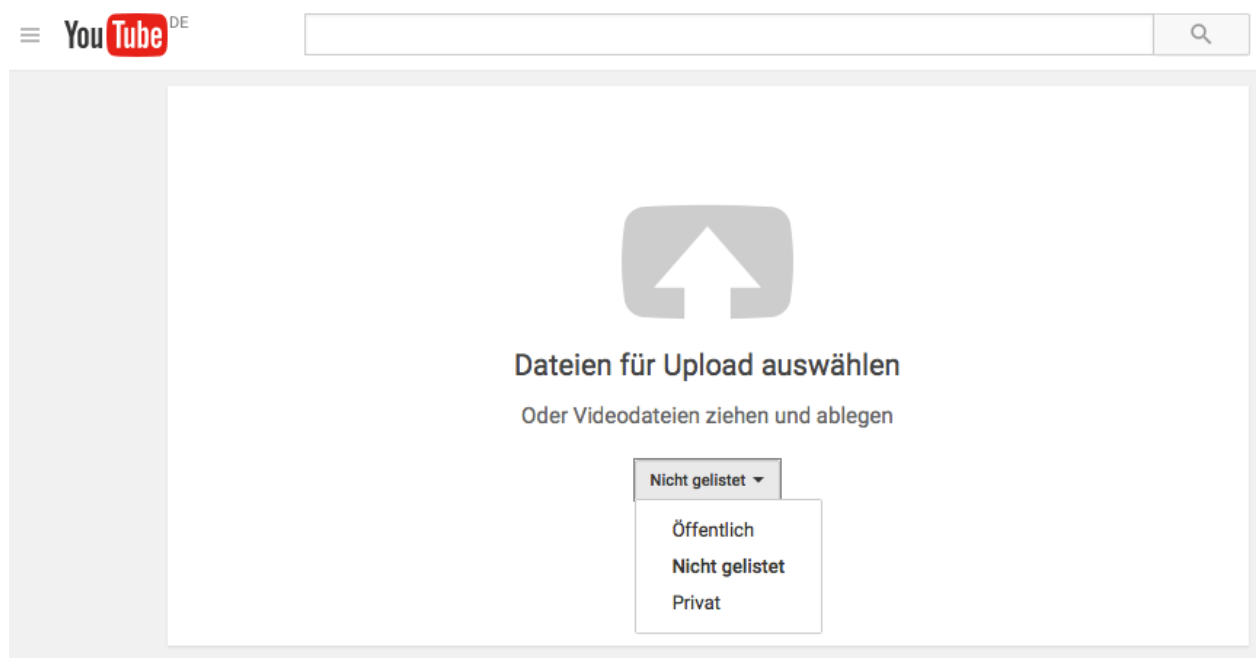 YouTube DE
Dateien für Upload auswählen
Oder Videodateien ziehen und ablegen
Nicht gelistet
Öffentlich
Nicht gelistet
Privat